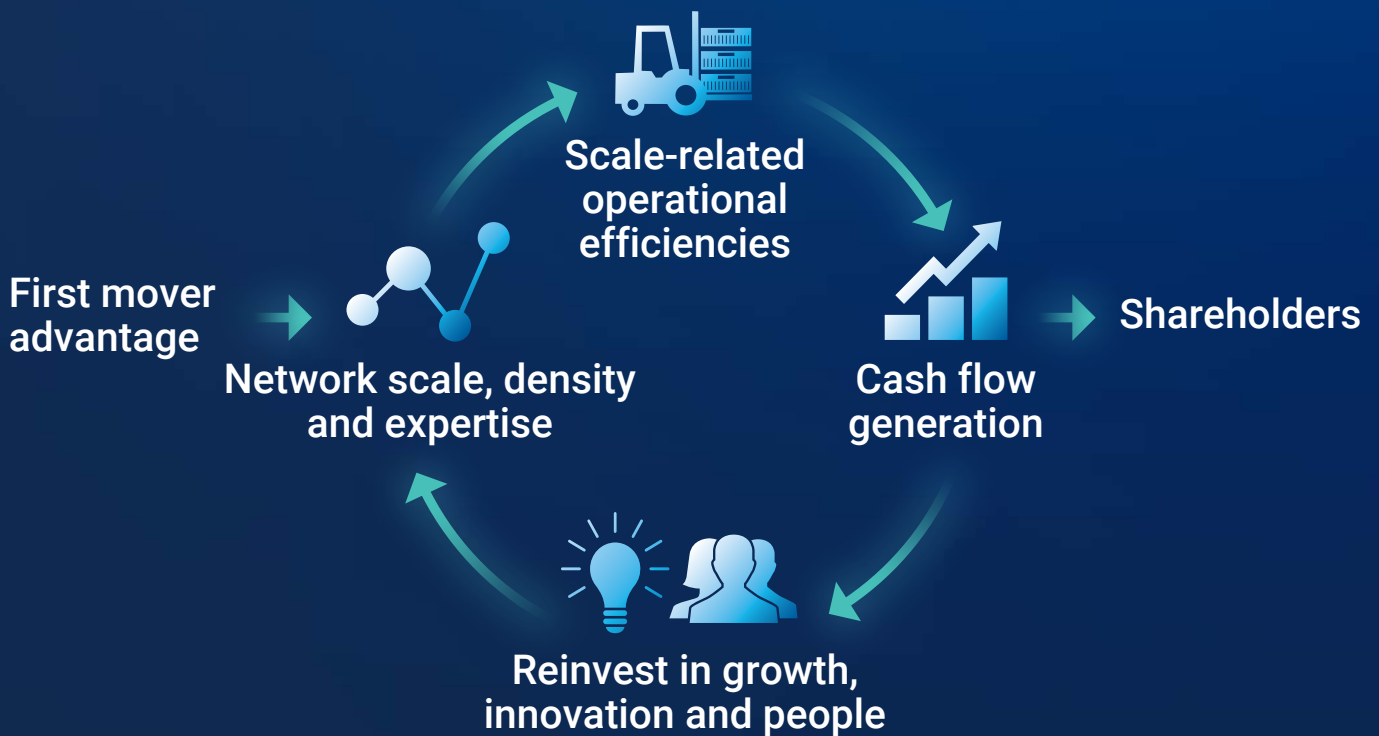 Scale-related
operational
efficiencies
First mover
advantage
Network scale, density
and expertise
Cash flow
generation
Shareholders
Reinvest in growth,
innovation and people